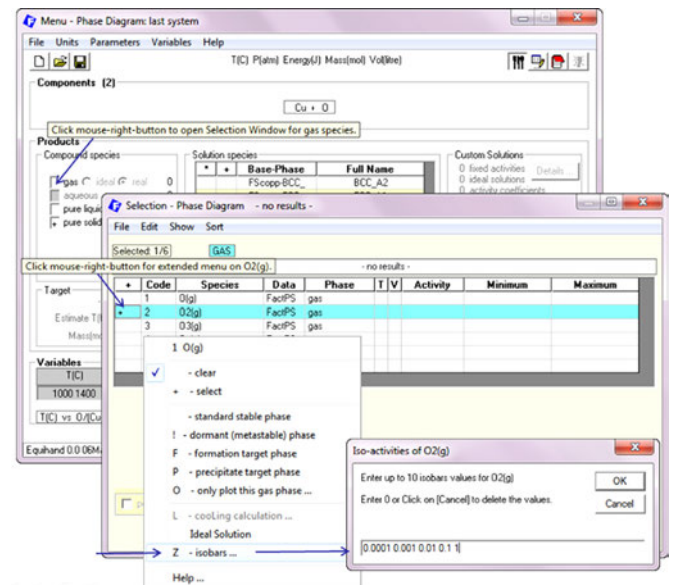 Menu - Phase Diagram: last system
File Units Parameters Variables Help
T(C) P(atm) Energy(J) Mass(mol) Vol(litre)
Components (2)
Cu + O
Click mouse-right-button to open Selection Window for gas species.
Products
Compound species
gas ideal real 0
aqueous
pure liqui
+ pure solid
Solution species
* + Base-Phase Full Name
FScopp-BCC_ BCC_A2
Custom Solutions
0 fixed activities Details ...
0 ideal solutions
0 activity coefficients
Selection - Phase Diagram - no results -
File Edit Show Sort
Selected: 1/6 GAS
Click mouse-right-button for extended menu on O2(g).
- no results -
+ Code Species Data Phase T V Activity Minimum Maximum
1 O(g) FactPS gas
+ 2 O2(g) FactPS gas
3 O3(g) FactPS gas
Target
Estimate T(
Mass(mo
Variables
T(C)
1000 1400
T(C) vs O/(Cu
Equihand 0.0 06M
1 O(g)
✓ - clear
+ - select
- standard stable phase
! - dormant (metastable) phase
F - formation target phase
P - precipitate target phase
O - only plot this gas phase ...
L - cooLing calculation ...
Ideal Solution
Z - isobars ...
Help ...
Iso-activities of O2(g)
Enter up to 10 isobars values for O2(g)
Enter 0 or Click on [Cancel] to delete the values.
OK
Cancel
0.0001 0.001 0.01 0.1 1